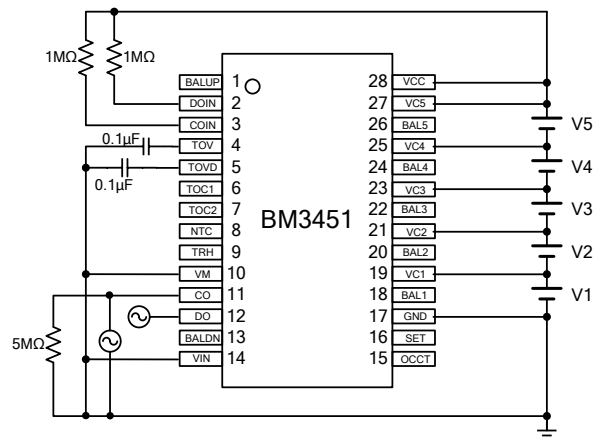 1MΩ 1MΩ
BALUP 1 28 VCC
DOIN 2 27 VC5
COIN 3 26 BAL5 V5
0.1μF TOV 4 25 VC4
0.1μF TOVD 5 24 BAL4 V4
TOC1 6 23 VC3
TOC2 7 BM3451 22 BAL3 V3
NTC 8 21 VC2
TRH 9 20 BAL2 V2
VM 10 19 VC1
CO 11 18 BAL1 V1
DO 12 17 GND
5MΩ BALDN 13 16 SET
VIN 14 15 OCCT